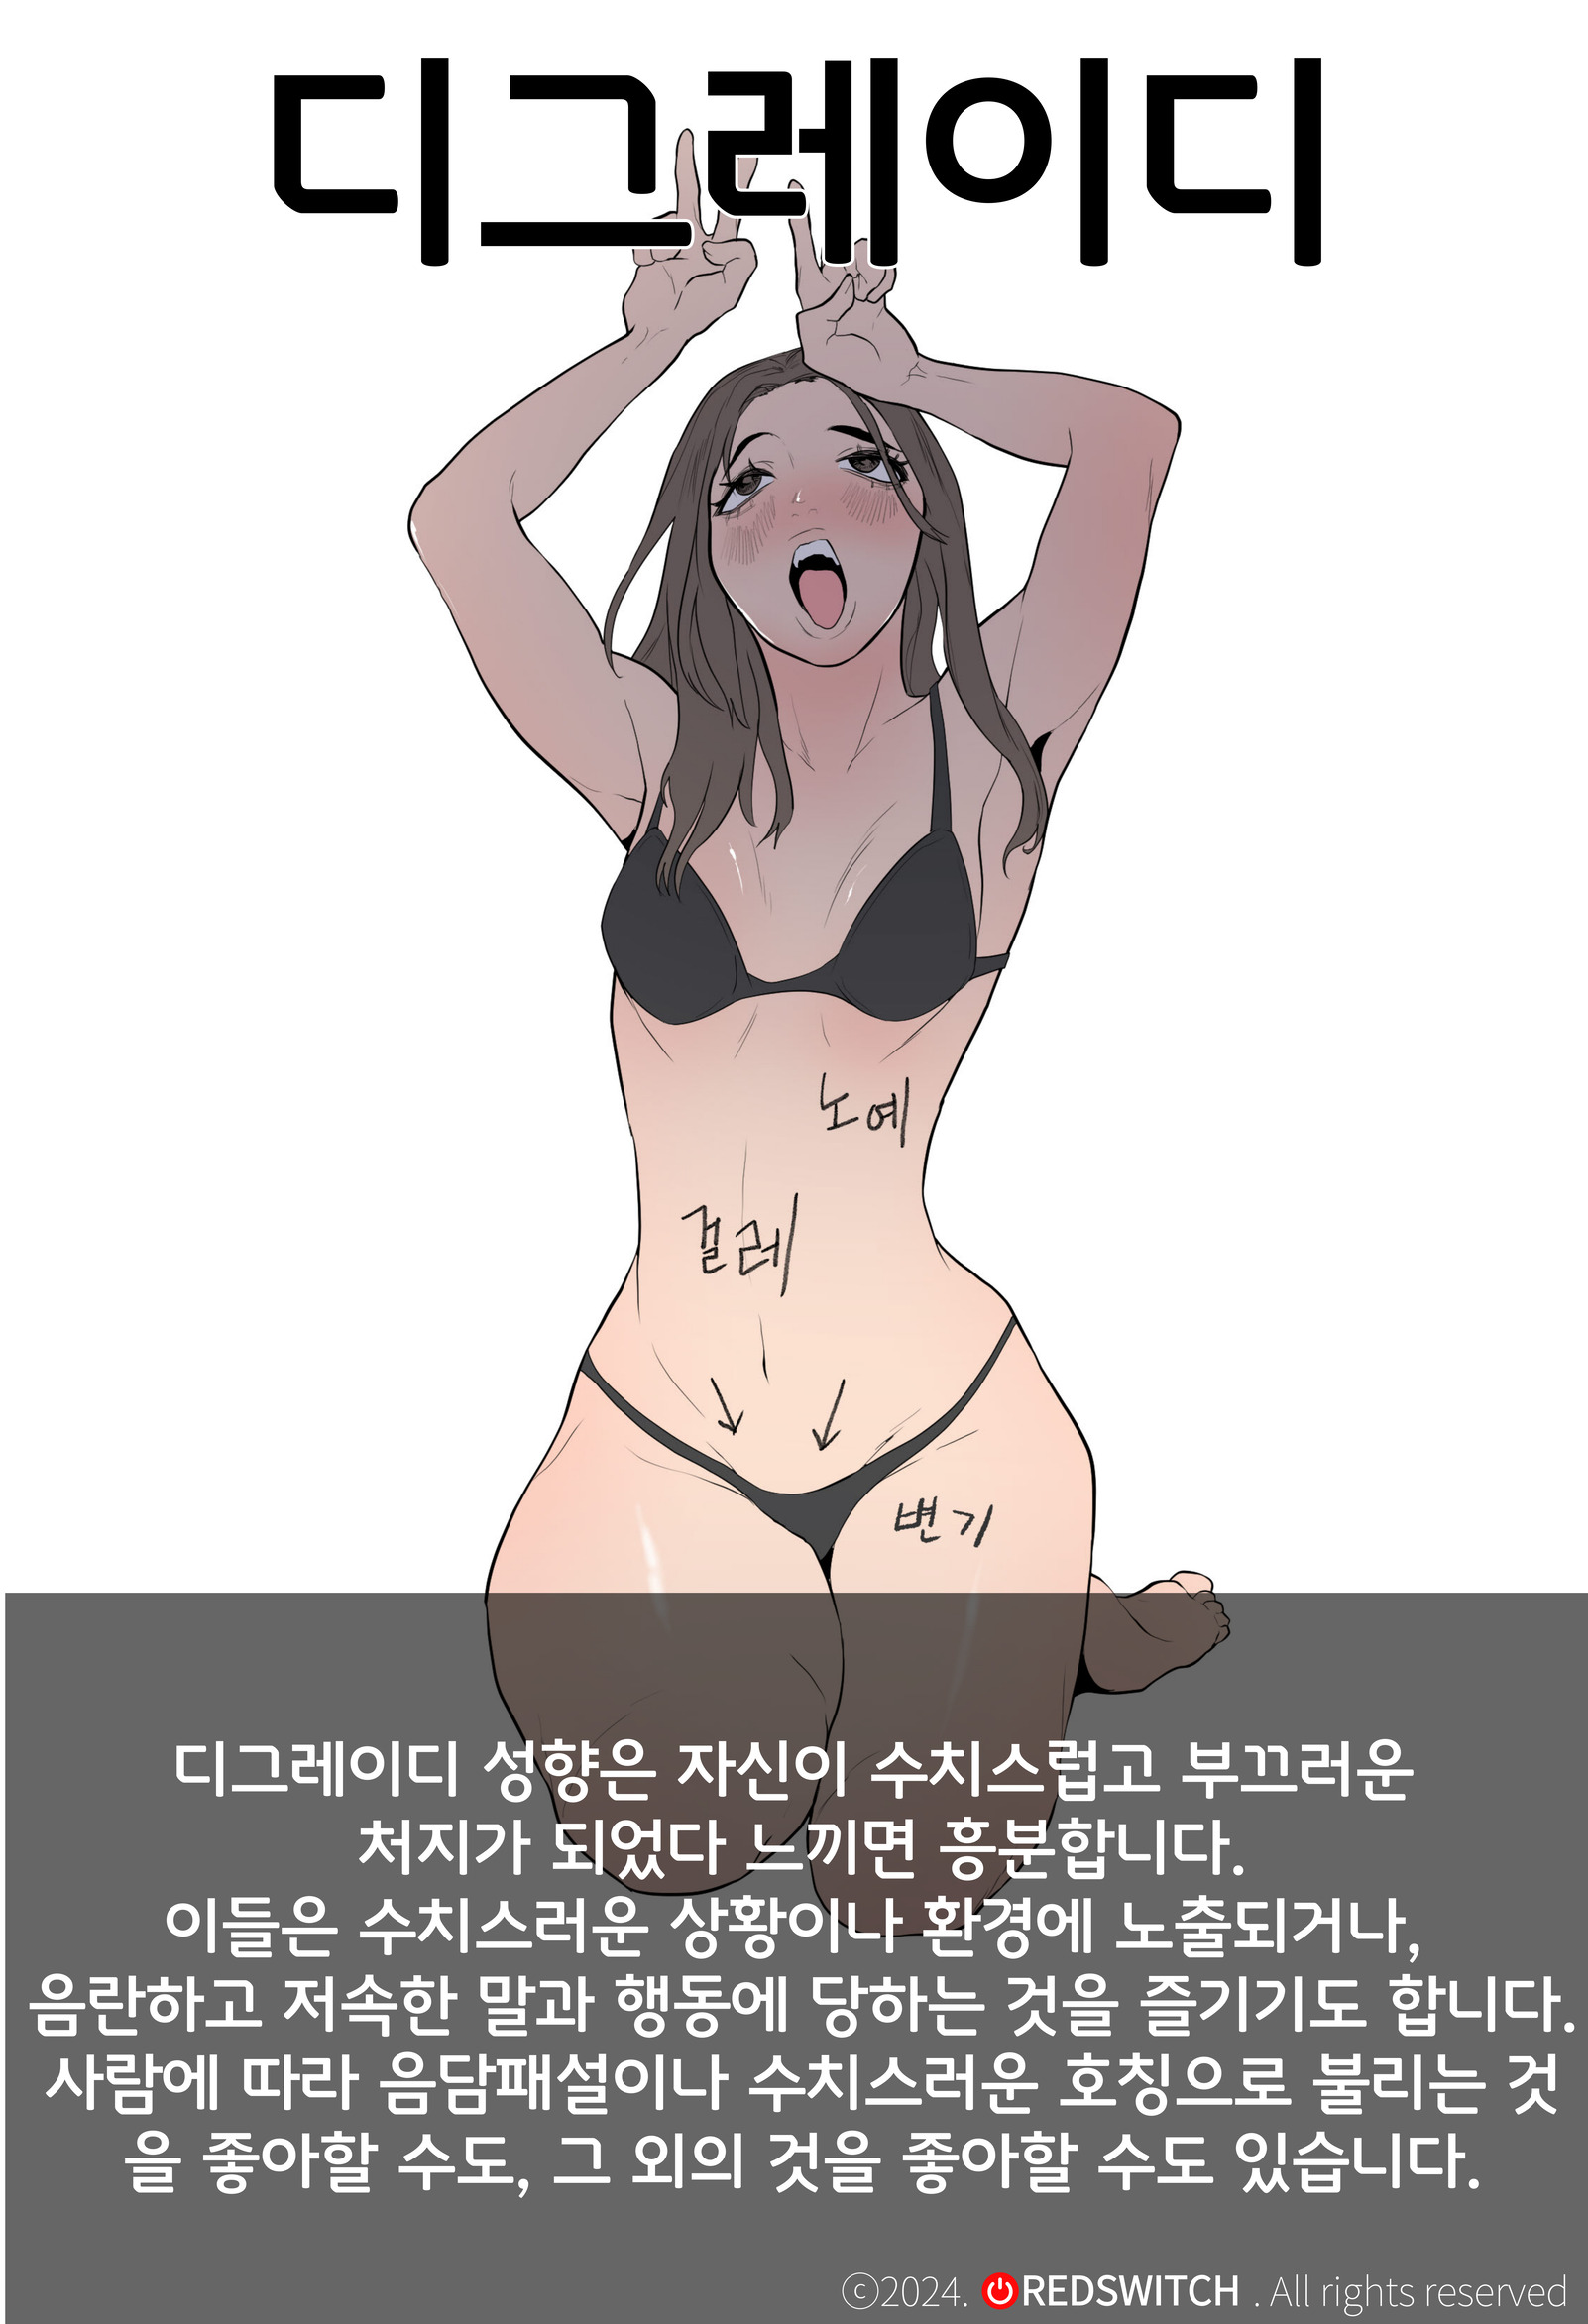 디그레이디
노예
걸레
변기
디그레이디 성향은 자신이 수치스럽고 부끄러운
처지가 되었다 느끼면 흥분합니다.
이들은 수치스러운 상황이나 환경에 노출되거나,
음란하고 저속한 말과 행동에 당하는 것을 즐기기도 합니다.
사람에 따라 음담패설이나 수치스러운 호칭으로 불리는 것
을 좋아할 수도, 그 외의 것을 좋아할 수도 있습니다.
ⓒ2024. REDSWITCH . All rights reserved